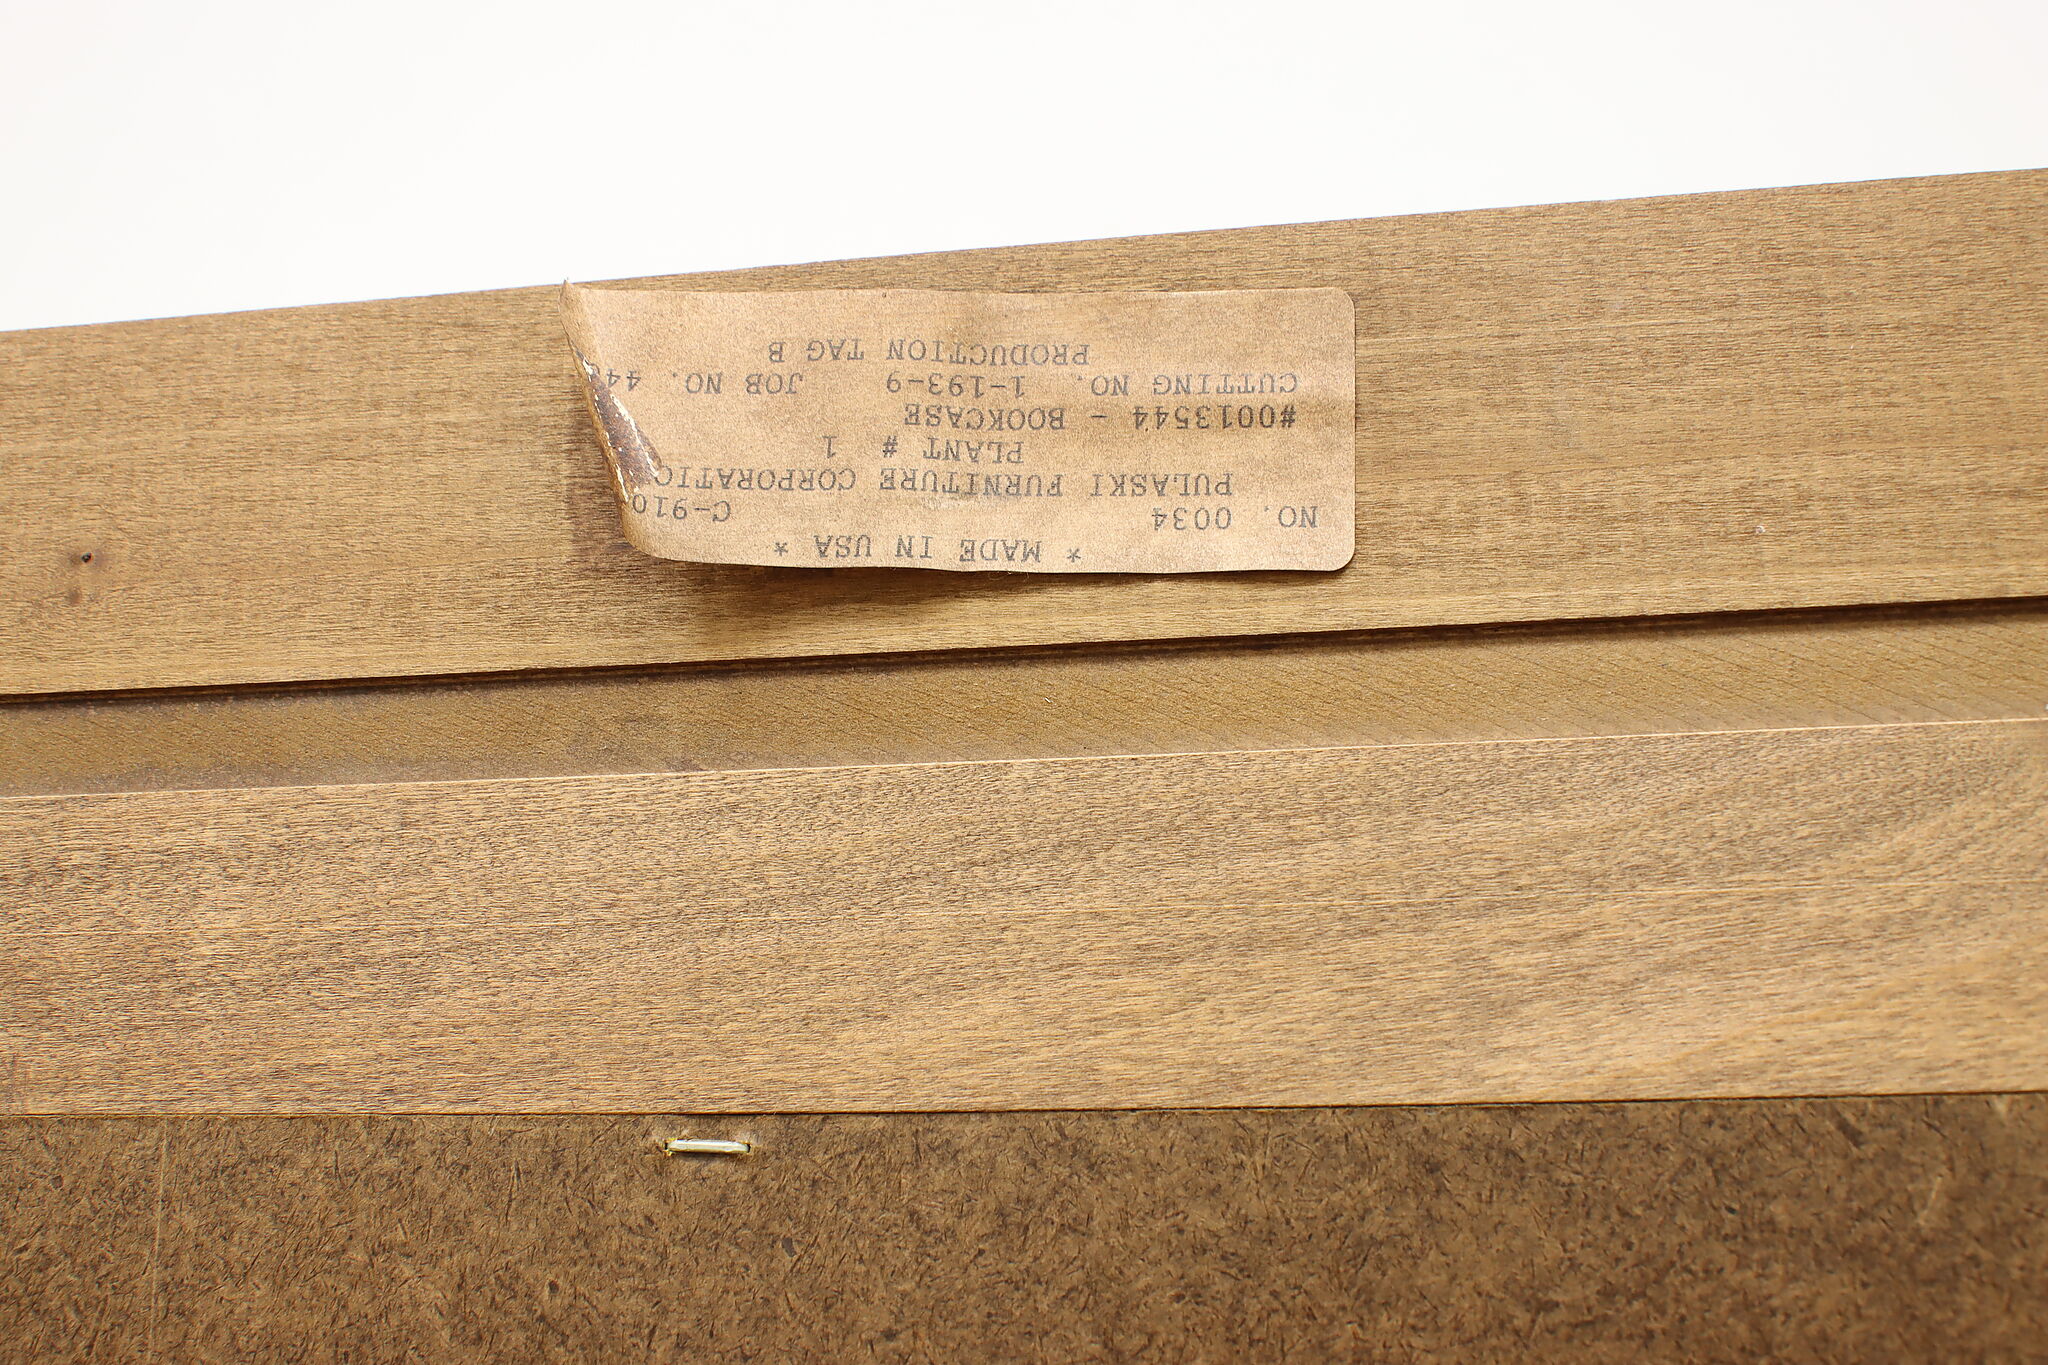 * MADE IN USA *
NO. 0034 C-910
PULASKI FURNITURE CORPORATIO
PLANT # 1
#0013544 - BOOKCASE
CUTTING NO. 1-193-9 JOB NO. 44
PRODUCTION TAG B